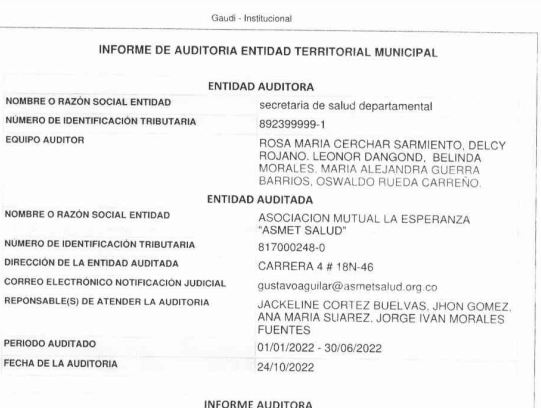 Gaudi - Institucional
INFORME DE AUDITORIA ENTIDAD TERRITORIAL MUNICIPAL
ENTIDAD AUDITORA
NOMBRE O RAZÓN SOCIAL ENTIDAD secretaria de salud departamental
NÚMERO DE IDENTIFICACIÓN TRIBUTARIA 892399999-1
EQUIPO AUDITOR ROSA MARIA CERCHAR SARMIENTO, DELCY
ROJANO. LEONOR DANGOND, BELINDA
MORALES. MARIA ALEJANDRA GUERRA
BARRIOS, OSWALDO RUEDA CARREÑO.
ENTIDAD AUDITADA
NOMBRE O RAZÓN SOCIAL ENTIDAD ASOCIACION MUTUAL LA ESPERANZA
"ASMET SALUD"
NÚMERO DE IDENTIFICACIÓN TRIBUTARIA 817000248-0
DIRECCIÓN DE LA ENTIDAD AUDITADA CARRERA 4 # 18N-46
CORREO ELECTRÓNICO NOTIFICACIÓN JUDICIAL gustavoaguilar@asmetsalud.org.co
REPONSABLE(S) DE ATENDER LA AUDITORIA JACKELINE CORTEZ BUELVAS, JHON GOMEZ,
ANA MARIA SUAREZ. JORGE IVAN MORALES
FUENTES
PERIODO AUDITADO 01/01/2022 - 30/06/2022
FECHA DE LA AUDITORIA 24/10/2022
INFORME AUDITORA